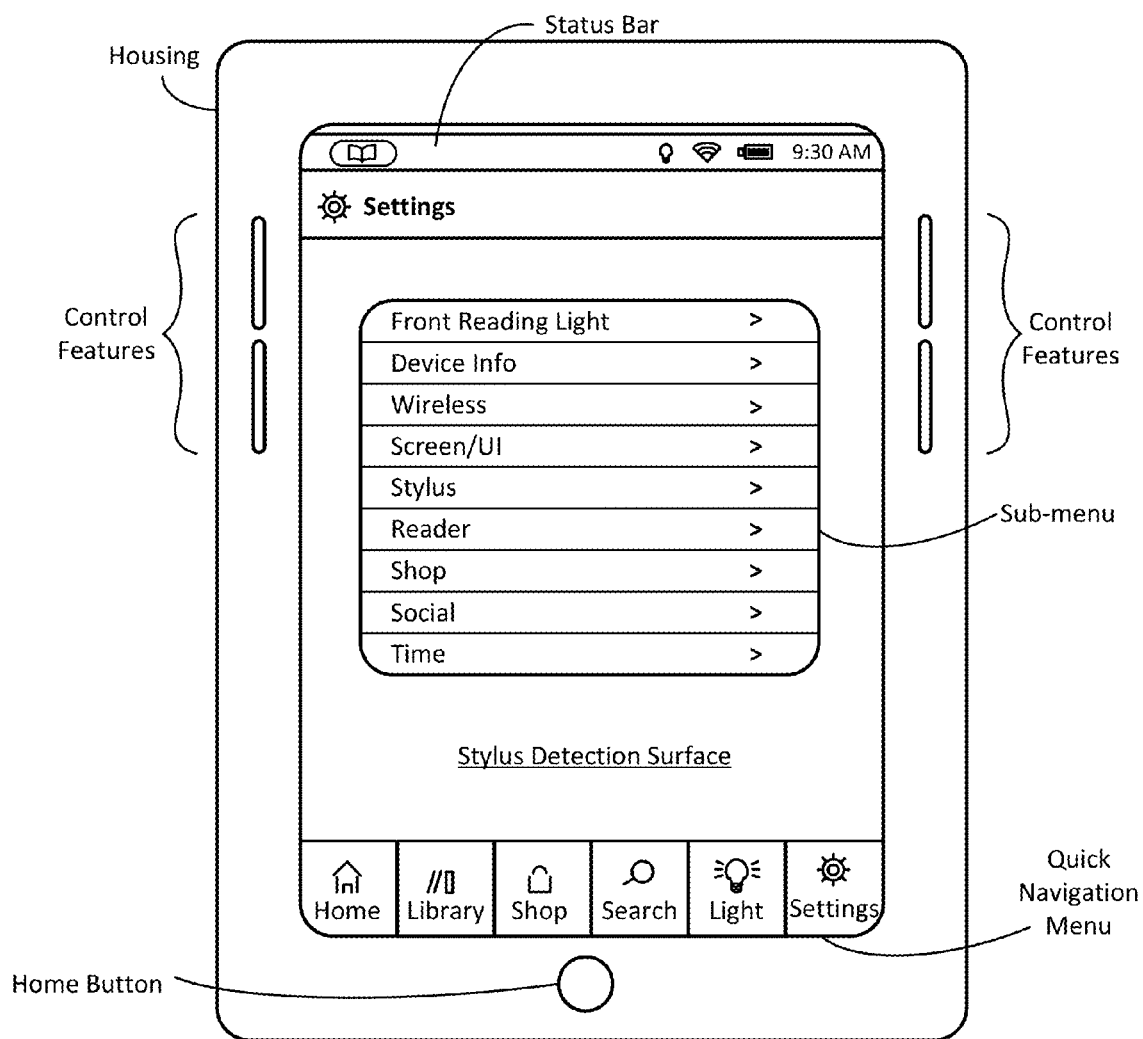 Status Bar
Housing
9:30 AM
Settings
Control
Features
Control
Features
Front Reading Light >
Device Info >
Wireless >
Screen/UI >
Stylus >
Reader >
Shop >
Social >
Time >
Sub-menu
Stylus Detection Surface
Home
Library
Shop
Search
Light
Settings
Quick
Navigation
Menu
Home Button